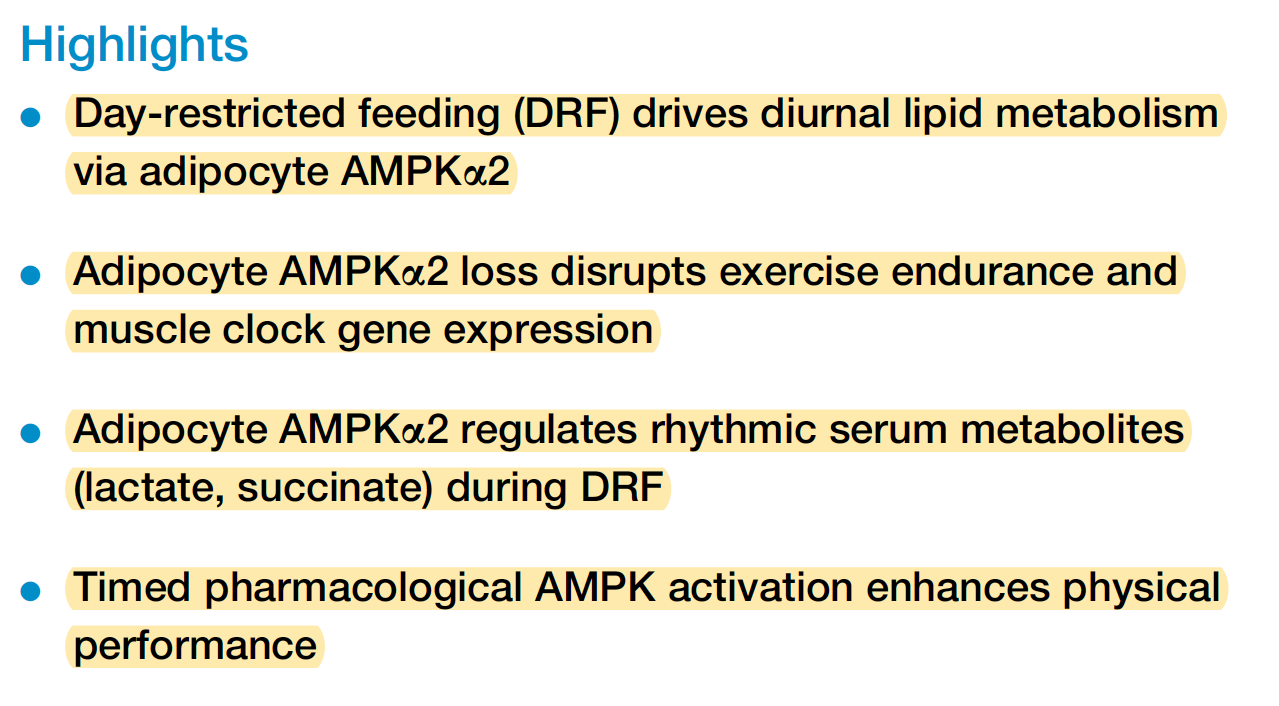 Highlights
• Day-restricted feeding (DRF) drives diurnal lipid metabolism
via adipocyte AMPKα2
• Adipocyte AMPKα2 loss disrupts exercise endurance and
muscle clock gene expression
• Adipocyte AMPKα2 regulates rhythmic serum metabolites
(lactate, succinate) during DRF
• Timed pharmacological AMPK activation enhances physical
performance